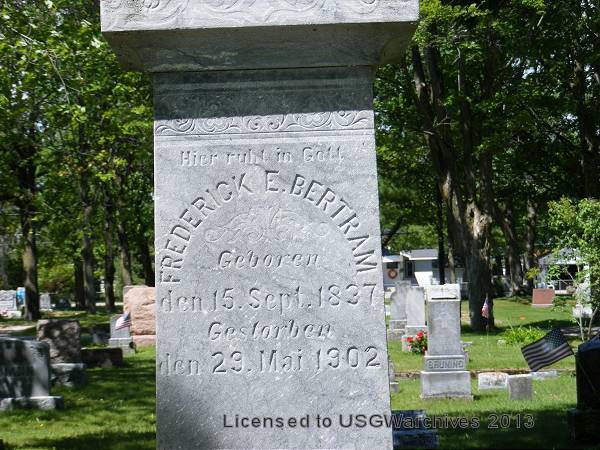 Hier ruht in Gott
FREDERICK E. BERTRAM
Geboren
den 15. Sept. 1837
Gestorben
den 29. Mai 1902
BRUNING
Licensed to USGWarchives 2013